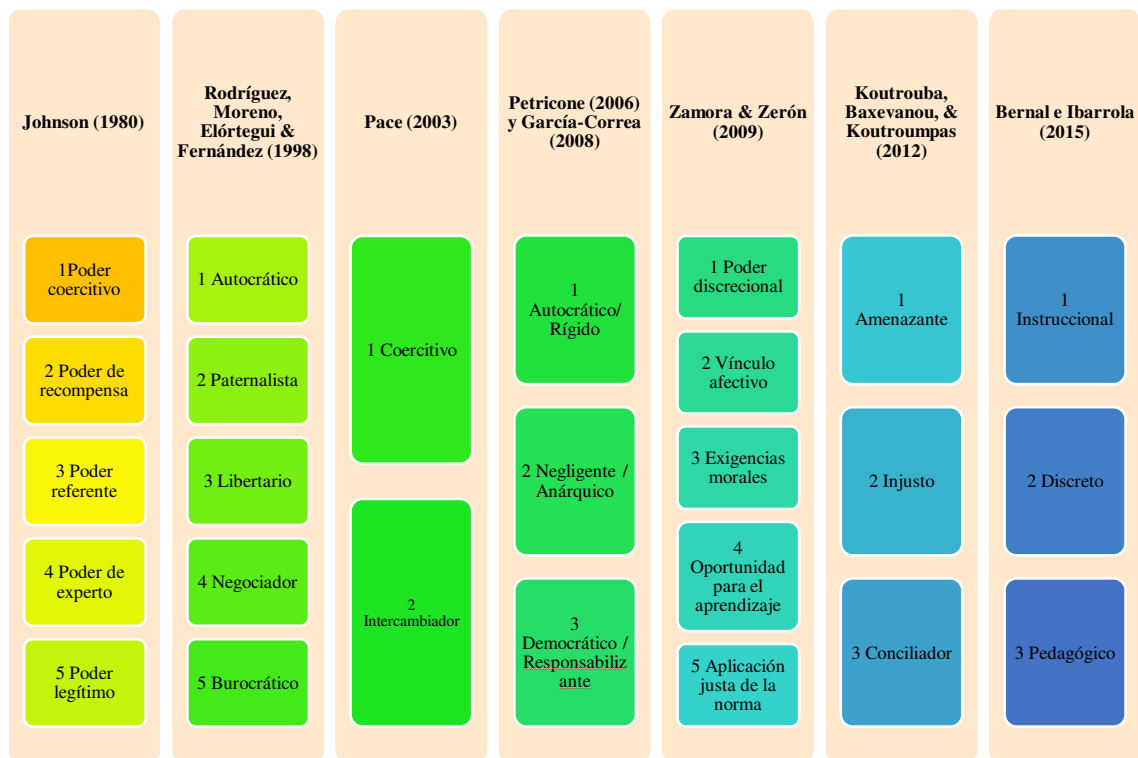 Johnson (1980)
1Poder
coercitivo
2 Poder de
recompensa
3 Poder
referente
4 Poder de
experto
5 Poder
legítimo
Rodríguez,
Moreno,
Elórtegui &
Fernández (1998)
1 Autocrático
2 Paternalista
3 Libertario
4 Negociador
5 Burocrático
Pace (2003)
1 Coercitivo
2
Intercambiador
Petricone (2006)
y García-Correa
(2008)
1
Autocrático/
Rígido
2 Negligente /
Anárquico
3
Democrático /
Responsabiliz
ante
Zamora & Zerón
(2009)
1 Poder
discrecional
2 Vínculo
afectivo
3 Exigencias
morales
4
Oportunidad
para el
aprendizaje
5 Aplicación
justa de la
norma
Koutrouba,
Baxevanou, &
Koutroumpas
(2012)
1
Amenazante
2 Injusto
3 Conciliador
Bernal e Ibarrola
(2015)
1
Instruccional
2 Discreto
3 Pedagógico